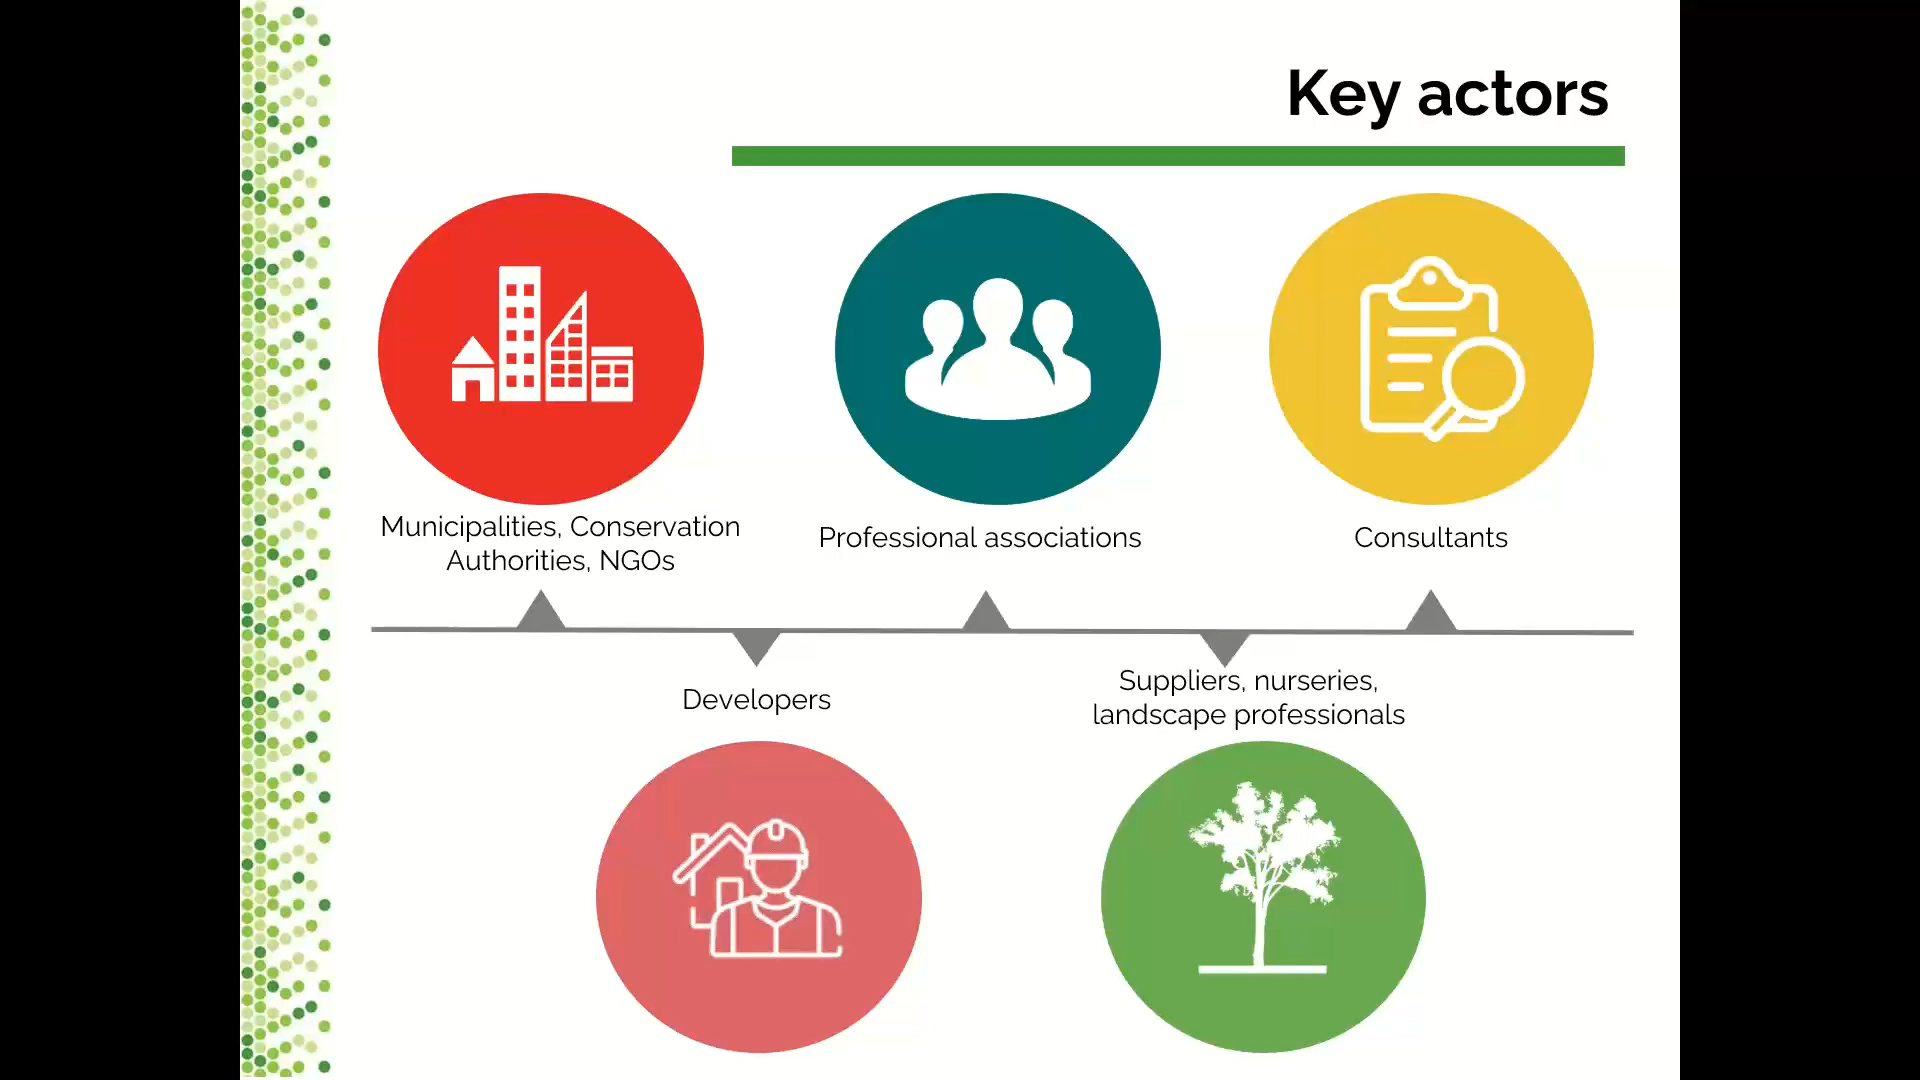 Key actors
Municipalities, Conservation
Authorities, NGOs
Professional associations
Consultants
Developers
Suppliers, nurseries,
landscape professionals